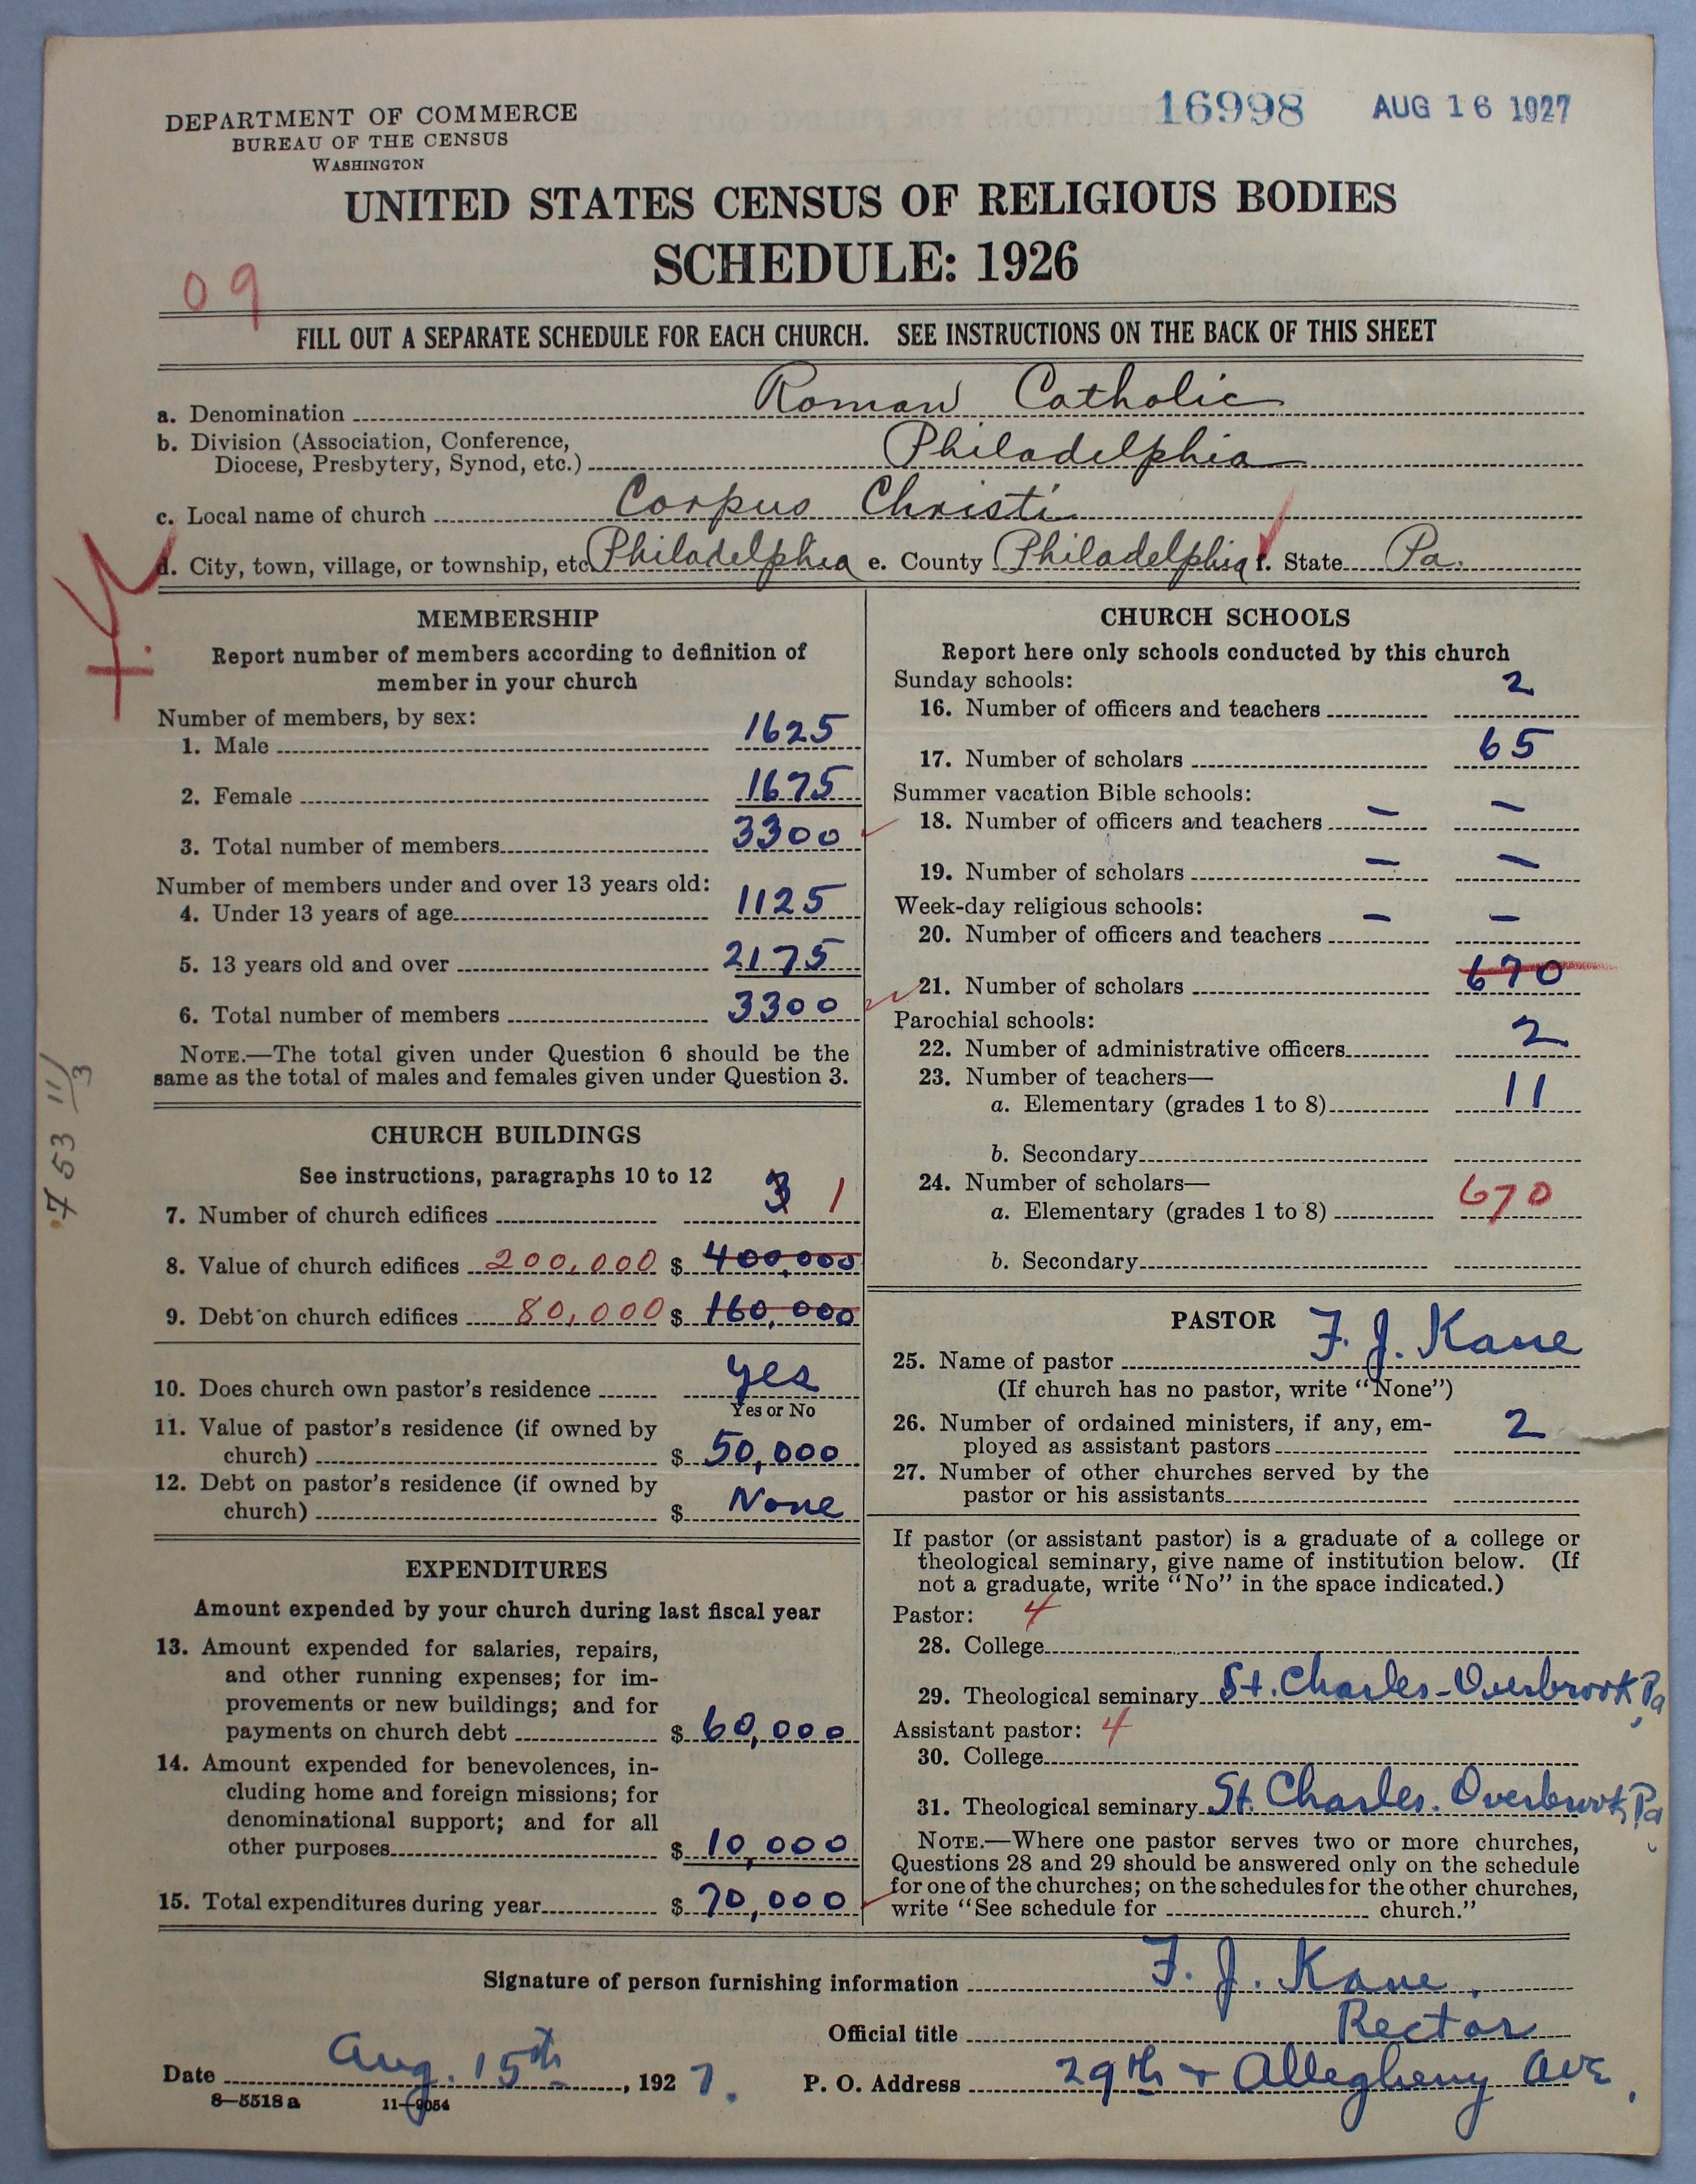 16998 AUG 16 1927
DEPARTMENT OF COMMERCE
BUREAU OF THE CENSUS
WASHINGTON
UNITED STATES CENSUS OF RELIGIOUS BODIES
SCHEDULE: 1926
09
FILL OUT A SEPARATE SCHEDULE FOR EACH CHURCH. SEE INSTRUCTIONS ON THE BACK OF THIS SHEET
a. Denomination Roman Catholic
b. Division (Association, Conference,
Diocese, Presbytery, Synod, etc.) Philadelphia
c. Local name of church Corpus Christi
d. City, town, village, or township, etc. Philadelphia e. County Philadelphia f. State Pa.
MEMBERSHIP
Report number of members according to definition of
member in your church
Number of members, by sex:
1. Male 1625
2. Female 1675
3. Total number of members 3300
Number of members under and over 13 years old:
4. Under 13 years of age 1125
5. 13 years old and over 2175
6. Total number of members 3300
NOTE.—The total given under Question 6 should be the
same as the total of males and females given under Question 3.
753 11/3
CHURCH BUILDINGS
See instructions, paragraphs 10 to 12
7. Number of church edifices 3 1
8. Value of church edifices 200,000 $ 400,000
9. Debt on church edifices 80,000 $ 160,000
10. Does church own pastor's residence yes
Yes or No
11. Value of pastor's residence (if owned by
church) $ 50,000
12. Debt on pastor's residence (if owned by
church) $ None
EXPENDITURES
Amount expended by your church during last fiscal year
13. Amount expended for salaries, repairs,
and other running expenses; for im-
provements or new buildings; and for
payments on church debt $ 60,000
14. Amount expended for benevolences, in-
cluding home and foreign missions; for
denominational support; and for all
other purposes $ 10,000
15. Total expenditures during year $ 70,000
CHURCH SCHOOLS
Report here only schools conducted by this church
Sunday schools:
16. Number of officers and teachers 2
17. Number of scholars 65
Summer vacation Bible schools:
18. Number of officers and teachers — —
19. Number of scholars — —
Week-day religious schools:
20. Number of officers and teachers — —
21. Number of scholars 670
Parochial schools:
22. Number of administrative officers 2
23. Number of teachers—
a. Elementary (grades 1 to 8) 11
b. Secondary
24. Number of scholars—
a. Elementary (grades 1 to 8) 670
b. Secondary
PASTOR
25. Name of pastor F. J. Kane
(If church has no pastor, write "None")
26. Number of ordained ministers, if any, em-
ployed as assistant pastors 2
27. Number of other churches served by the
pastor or his assistants
If pastor (or assistant pastor) is a graduate of a college or
theological seminary, give name of institution below. (If
not a graduate, write "No" in the space indicated.)
Pastor: 4
28. College
29. Theological seminary St. Charles - Overbrook, Pa
Assistant pastor: 4
30. College
31. Theological seminary St. Charles. Overbrook, Pa
NOTE.—Where one pastor serves two or more churches,
Questions 28 and 29 should be answered only on the schedule
for one of the churches; on the schedules for the other churches,
write "See schedule for church."
Signature of person furnishing information F. J. Kane.
Official title Rector
Date Aug. 15th, 1927. P. O. Address 29th & Allegheny Ave.
8—5518 a 11—9054